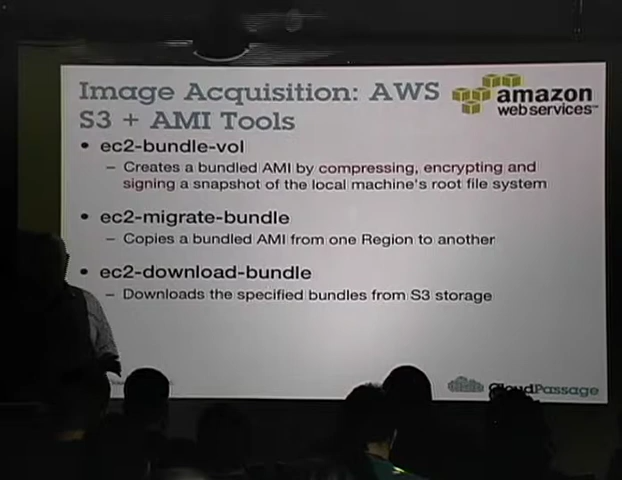 Image Acquisition: AWS
S3 + AMI Tools
amazon
webservices™
• ec2-bundle-vol
– Creates a bundled AMI by compressing, encrypting and
signing a snapshot of the local machine's root file system
• ec2-migrate-bundle
– Copies a bundled AMI from one Region to another
• ec2-download-bundle
– Downloads the specified bundles from S3 storage
CloudPassage